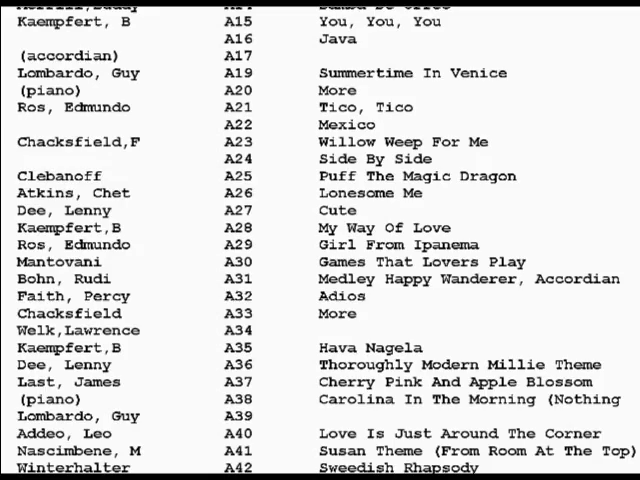 Kaempfert, B A15 You, You, You
A16 Java
(accordian) A17
Lombardo, Guy A19 Summertime In Venice
(piano) A20 More
Ros, Edmundo A21 Tico, Tico
A22 Mexico
Chacksfield,F A23 Willow Weep For Me
A24 Side By Side
Clebanoff A25 Puff The Magic Dragon
Atkins, Chet A26 Lonesome Me
Dee, Lenny A27 Cute
Kaempfert,B A28 My Way Of Love
Ros, Edmundo A29 Girl From Ipanema
Mantovani A30 Games That Lovers Play
Bohn, Rudi A31 Medley Happy Wanderer, Accordian
Faith, Percy A32 Adios
Chacksfield A33 More
Welk,Lawrence A34
Kaempfert,B A35 Hava Nagela
Dee, Lenny A36 Thoroughly Modern Millie Theme
Last, James A37 Cherry Pink And Apple Blossom
(piano) A38 Carolina In The Morning (Nothing
Lombardo, Guy A39
Addeo, Leo A40 Love Is Just Around The Corner
Nascimbene, M A41 Susan Theme (From Room At The Top)
Winterhalter A42 Sweedish Rhapsody